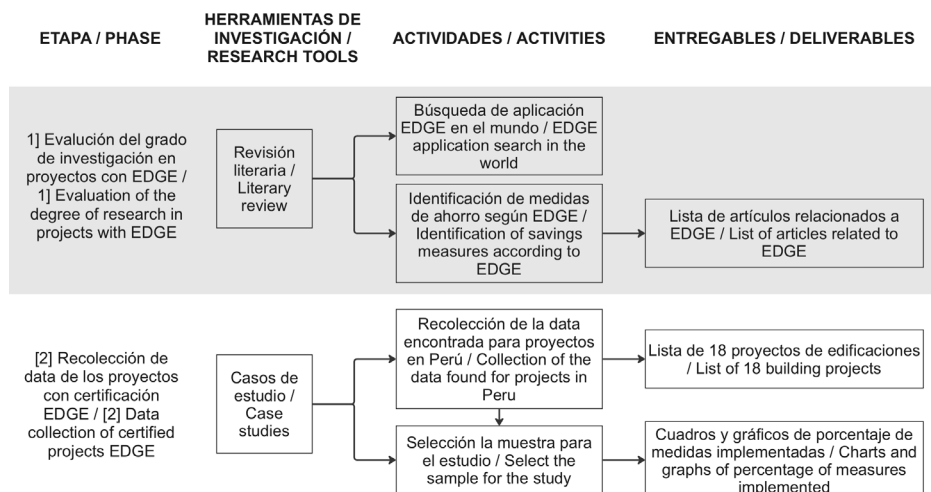 ETAPA / PHASE
HERRAMIENTAS DE
INVESTIGACIÓN /
RESEARCH TOOLS
ACTIVIDADES / ACTIVITIES
ENTREGABLES / DELIVERABLES
1] Evalución del grado
de investigación en
proyectos con EDGE /
1] Evaluation of the
degree of research in
projects with EDGE
Revisión
literaria /
Literary
review
Búsqueda de aplicación
EDGE en el mundo / EDGE
application search in the
world
Identificación de medidas
de ahorro según EDGE /
Identification of savings
measures according to
EDGE
Lista de artículos relacionados a
EDGE / List of articles related to
EDGE
[2] Recolección de
data de los proyectos
con certificación
EDGE / [2] Data
collection of certified
projects EDGE
Casos de
estudio /
Case
studies
Recolección de la data
encontrada para proyectos
en Perú / Collection of the
data found for projects in
Peru
Lista de 18 proyectos de edificaciones
/ List of 18 building projects
Selección la muestra para
el estudio / Select the
sample for the study
Cuadros y gráficos de porcentaje de
medidas implementadas / Charts and
graphs of percentage of measures
implemented